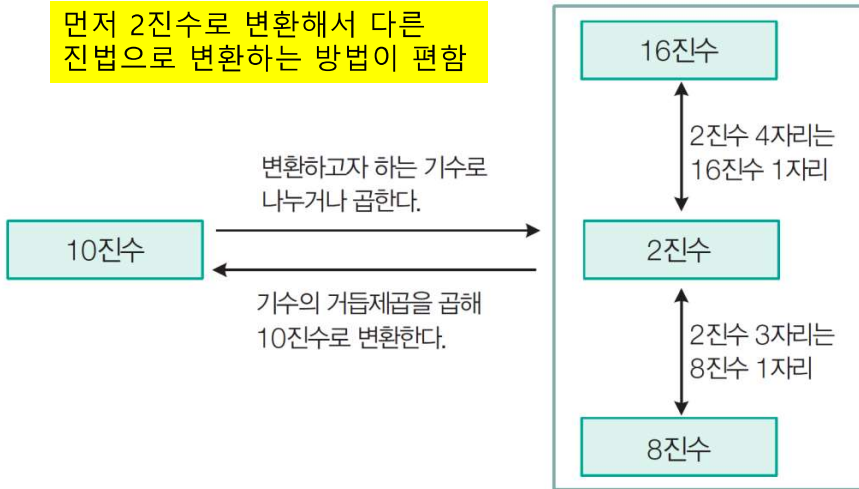 먼저 2진수로 변환해서 다른
진법으로 변환하는 방법이 편함
16진수
2진수 4자리는
16진수 1자리
변환하고자 하는 기수로
나누거나 곱한다.
10진수
2진수
기수의 거듭제곱을 곱해
10진수로 변환한다.
2진수 3자리는
8진수 1자리
8진수